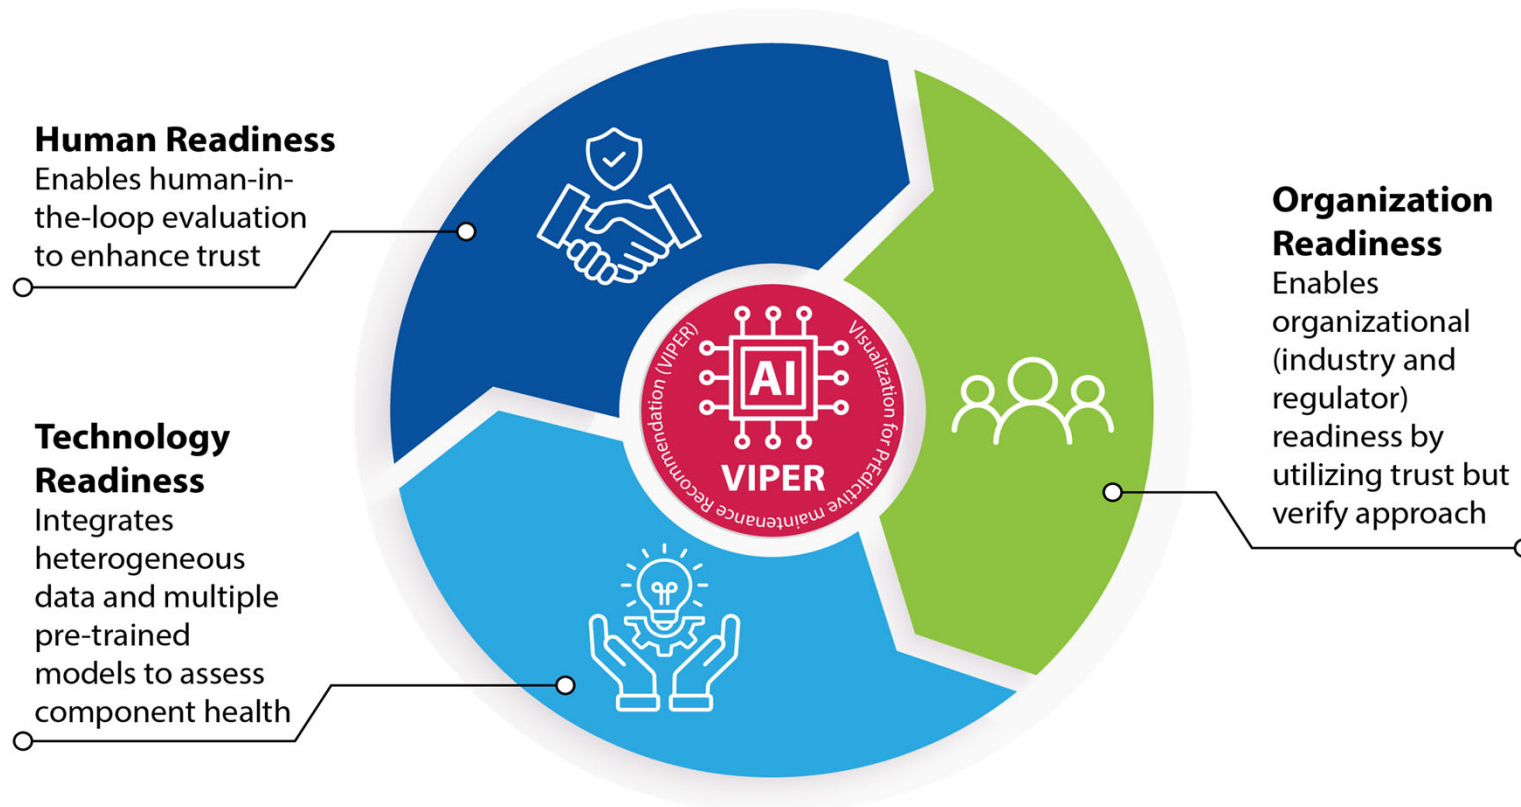 Human Readiness
Enables human-in-
the-loop evaluation
to enhance trust
Technology
Readiness
Integrates
heterogeneous
data and multiple
pre-trained
models to assess
component health
AI
VIPER
VIsualization for PrEdictive maintenance Recommendation (VIPER)
Organization
Readiness
Enables
organizational
(industry and
regulator)
readiness by
utilizing trust but
verify approach